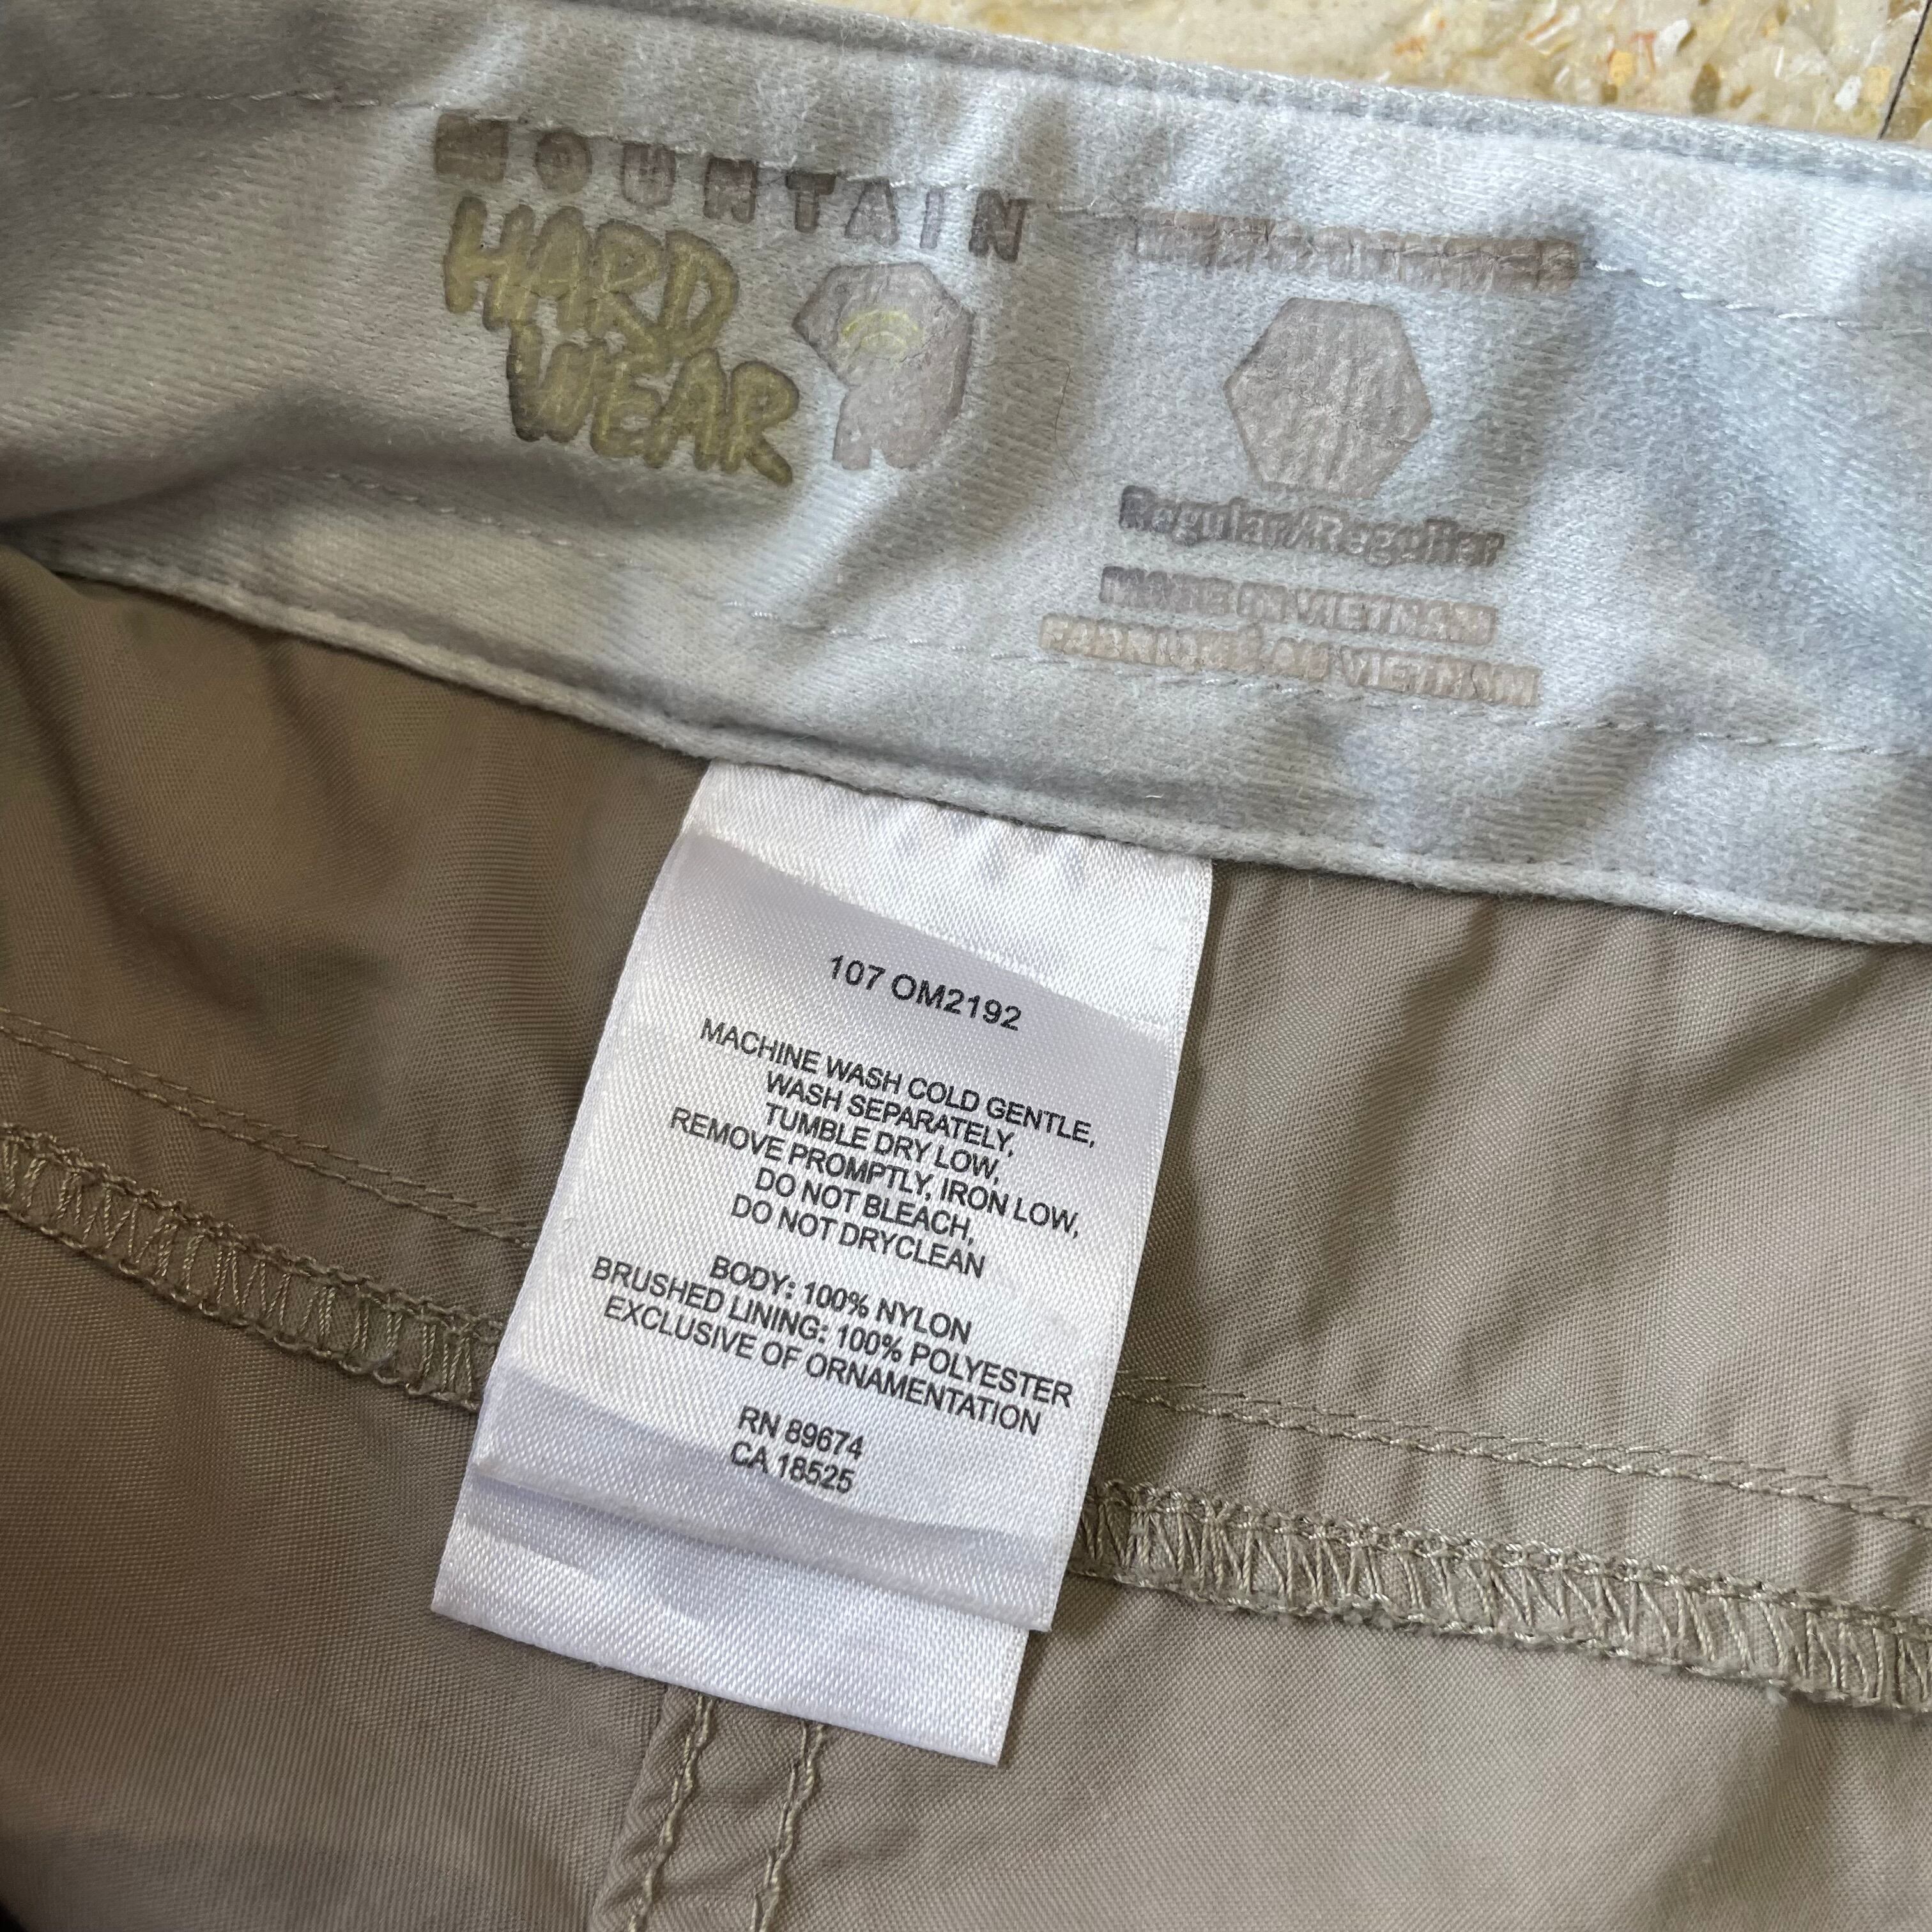 MOUNTAIN
HARD
WEAR
Regular/Régulier
MADE IN VIETNAM
FABRIQUÉ AU VIETNAM
107 OM2192
MACHINE WASH COLD GENTLE,
WASH SEPARATELY,
TUMBLE DRY LOW,
REMOVE PROMPTLY, IRON LOW,
DO NOT BLEACH,
DO NOT DRYCLEAN
BODY: 100% NYLON
BRUSHED LINING: 100% POLYESTER
EXCLUSIVE OF ORNAMENTATION
RN 89674
CA 18525